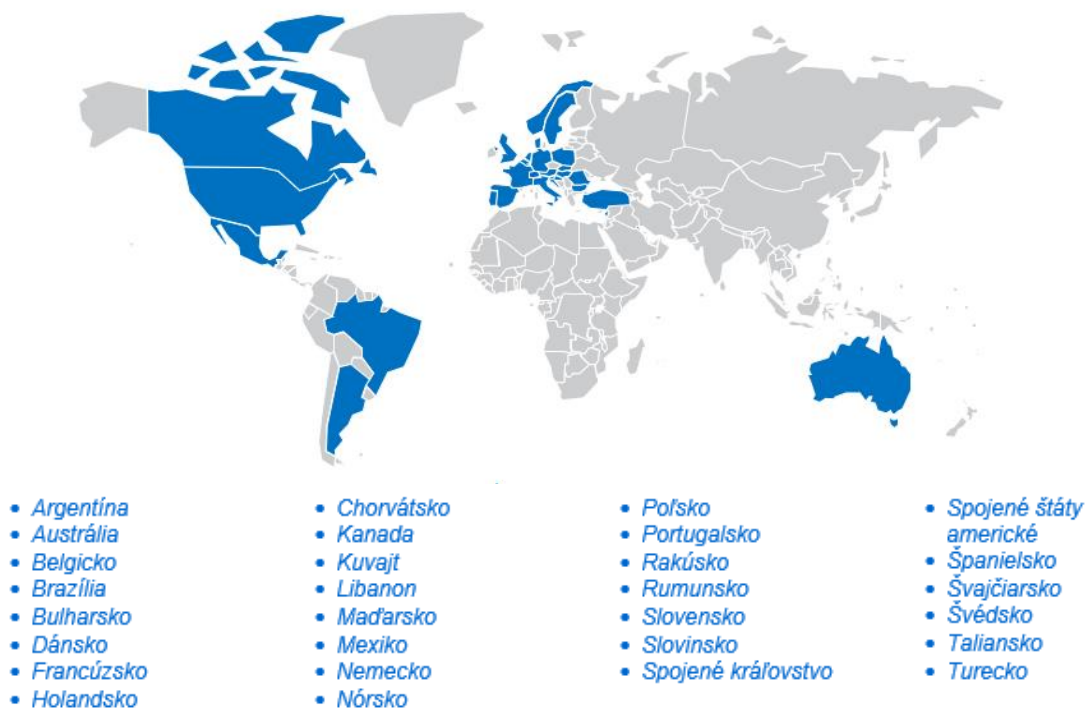 • Argentína
• Austrália
• Belgicko
• Brazília
• Bulharsko
• Dánsko
• Francúzsko
• Holandsko
• Chorvátsko
• Kanada
• Kuvajt
• Libanon
• Maďarsko
• Mexiko
• Nemecko
• Nórsko
• Poľsko
• Portugalsko
• Rakúsko
• Rumunsko
• Slovensko
• Slovinsko
• Spojené kráľovstvo
• Spojené štáty
americké
• Španielsko
• Švajčiarsko
• Švédsko
• Taliansko
• Turecko